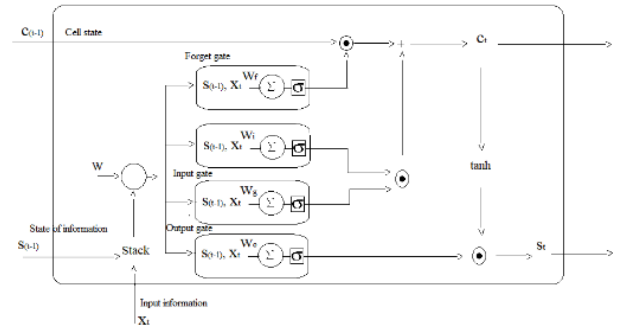 C(t-1) Cell state + Ct
Forget gate
S(t-1), Xt Wf Σ σ
S(t-1), Xt Wi Σ σ
W
Input gate
tanh
S(t-1), Xt Wg Σ σ
State of information
Output gate
S(t-1)
Stack
S(t-1), Xt Wo Σ σ
St
Input information
Xt